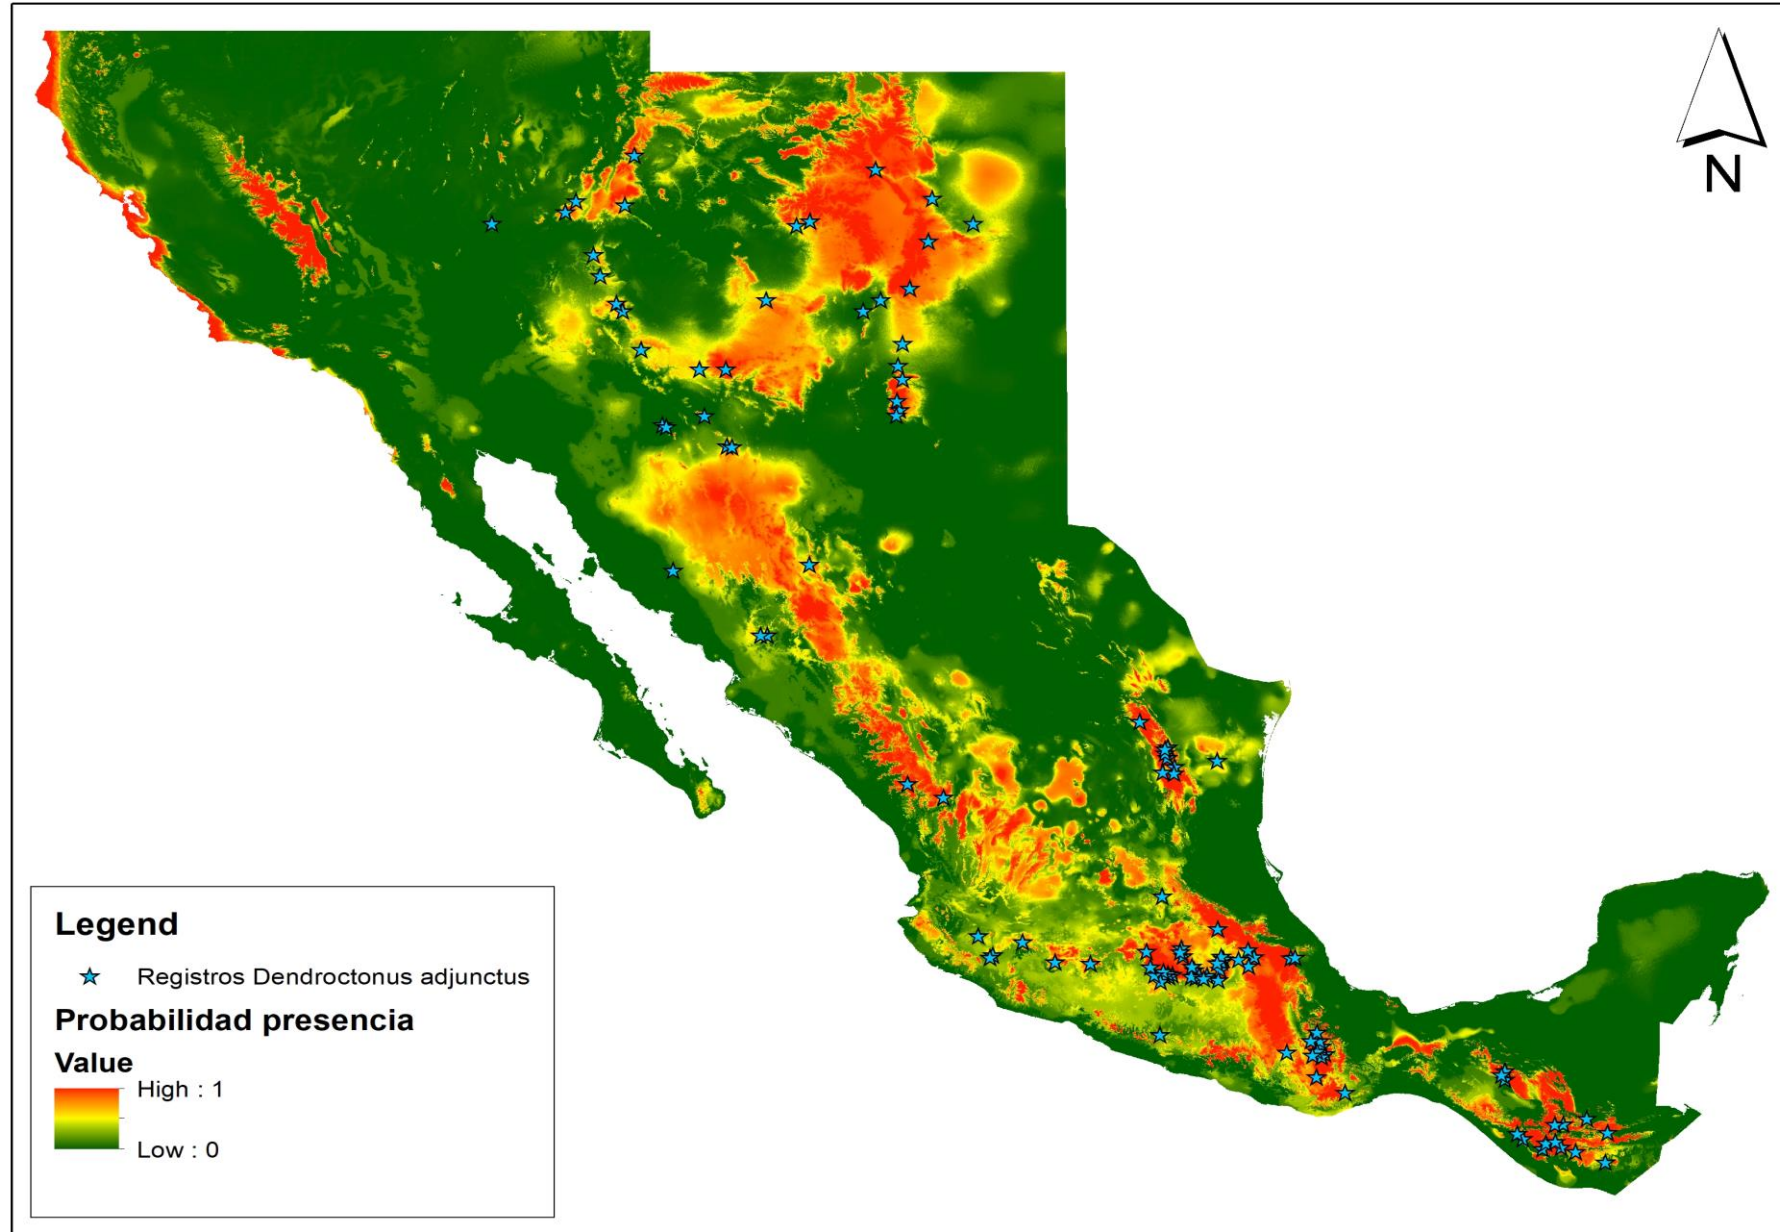 N
Legend
Registros Dendroctonus adjunctus
Probabilidad presencia
Value
High : 1
Low : 0